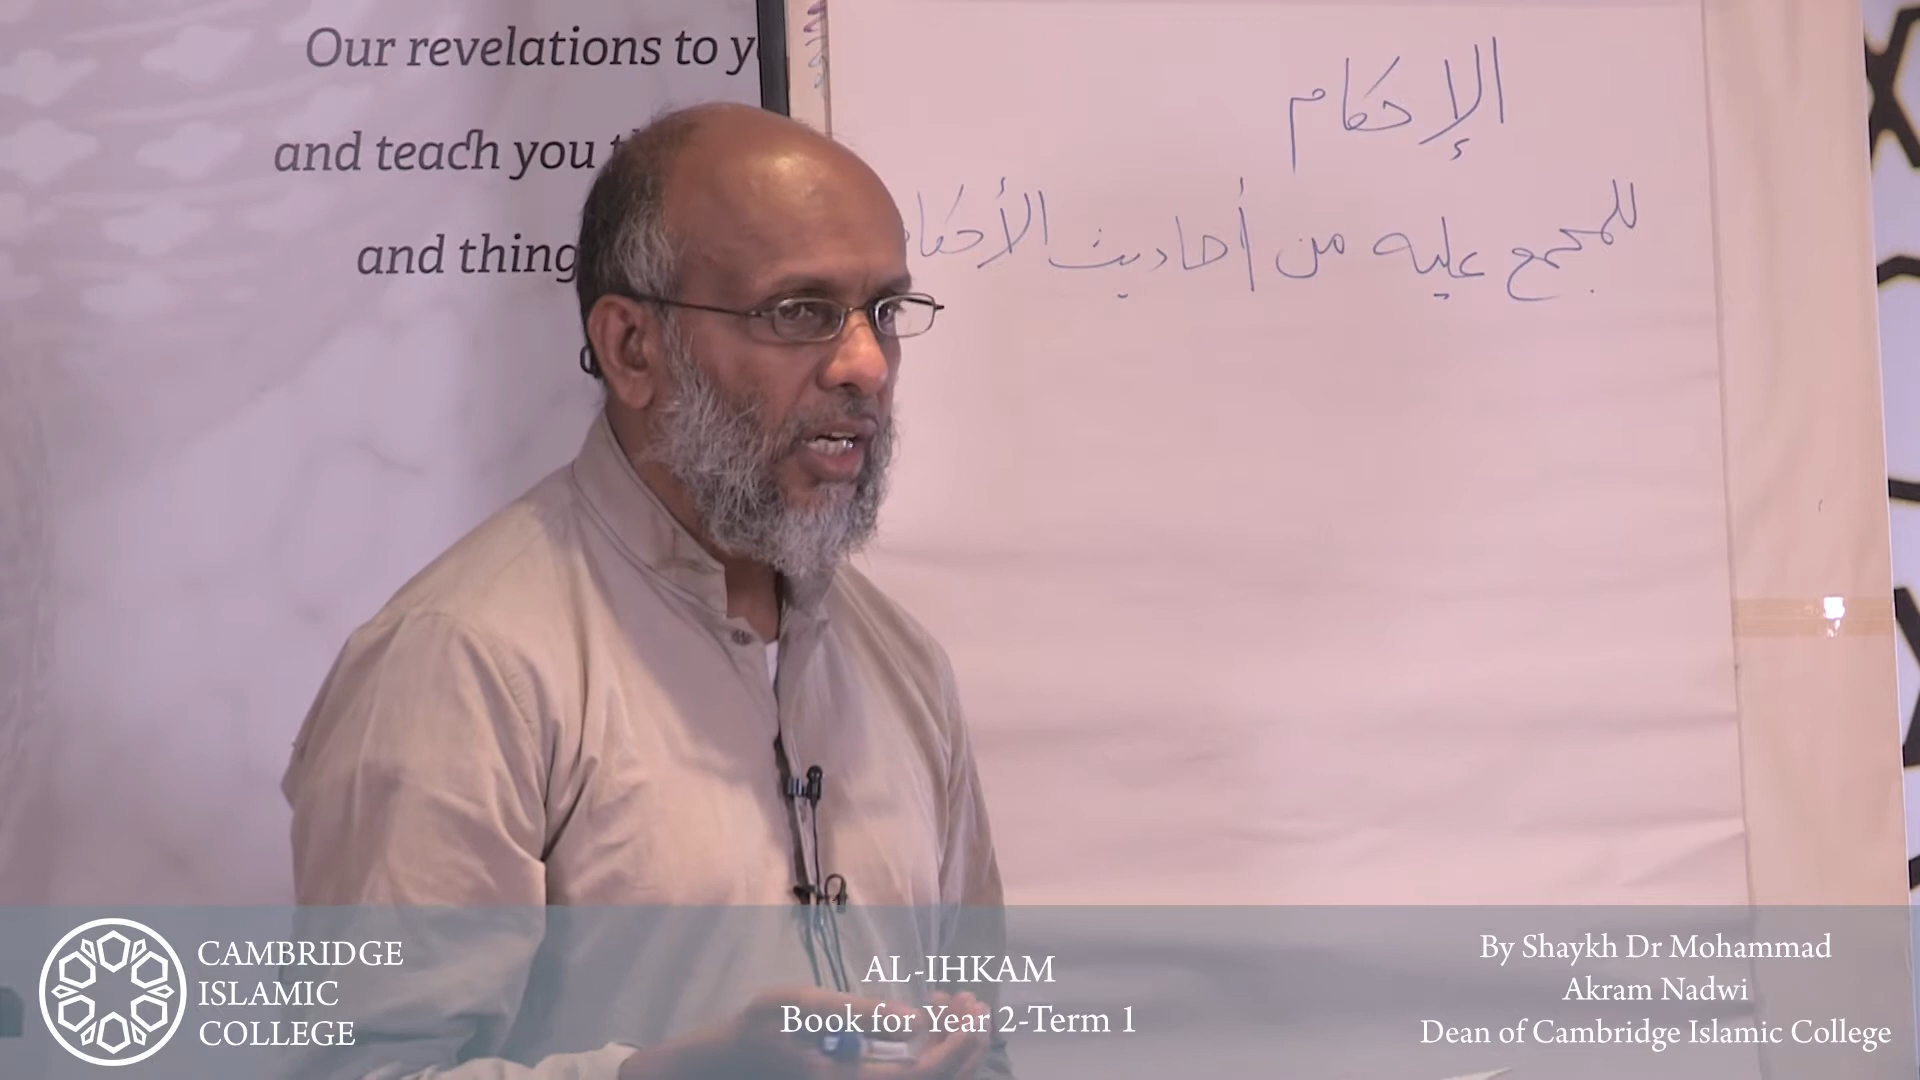 Our revelations to y
and teach you t
and thing
الإحكام
للمجمع عليه من أحاديث الأحكام
CAMBRIDGE
ISLAMIC
COLLEGE
AL-IHKAM
Book for Year 2-Term 1
By Shaykh Dr Mohammad
Akram Nadwi
Dean of Cambridge Islamic College